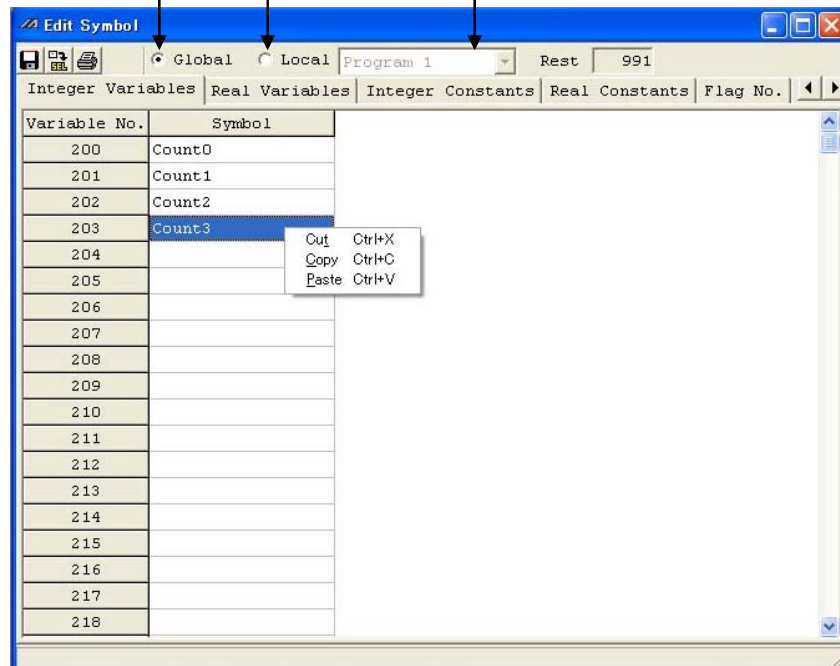 Edit Symbol
SEL Global Local Program 1 Rest 991
Integer Variables Real Variables Integer Constants Real Constants Flag No.
Variable No. Symbol
200 Count0
201 Count1
202 Count2
203 Count3
Cut Ctrl+X
204
Copy Ctrl+C
205
Paste Ctrl+V
206
207
208
209
210
211
212
213
214
215
216
217
218